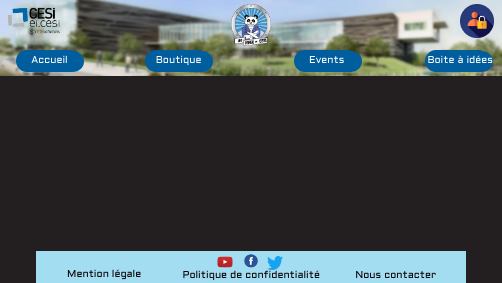 CESI
ei.cesi
Accueil
Boutique
Events
Boite à idées
Mention légale
Politique de confidentialité
Nous contacter